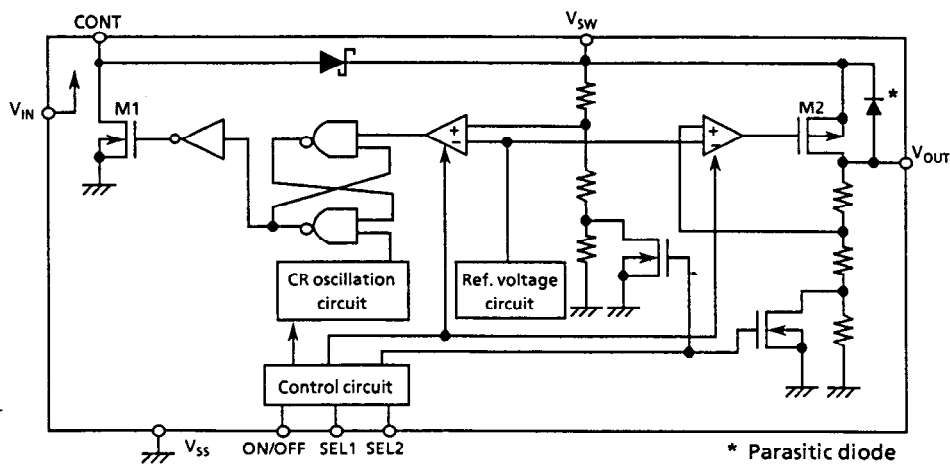 CONT
VSW
VIN
M1
M2
*
VOUT
+
-
+
-
CR oscillation
circuit
Ref. voltage
circuit
Control circuit
VSS
ON/OFF
SEL1
SEL2
* Parasitic diode